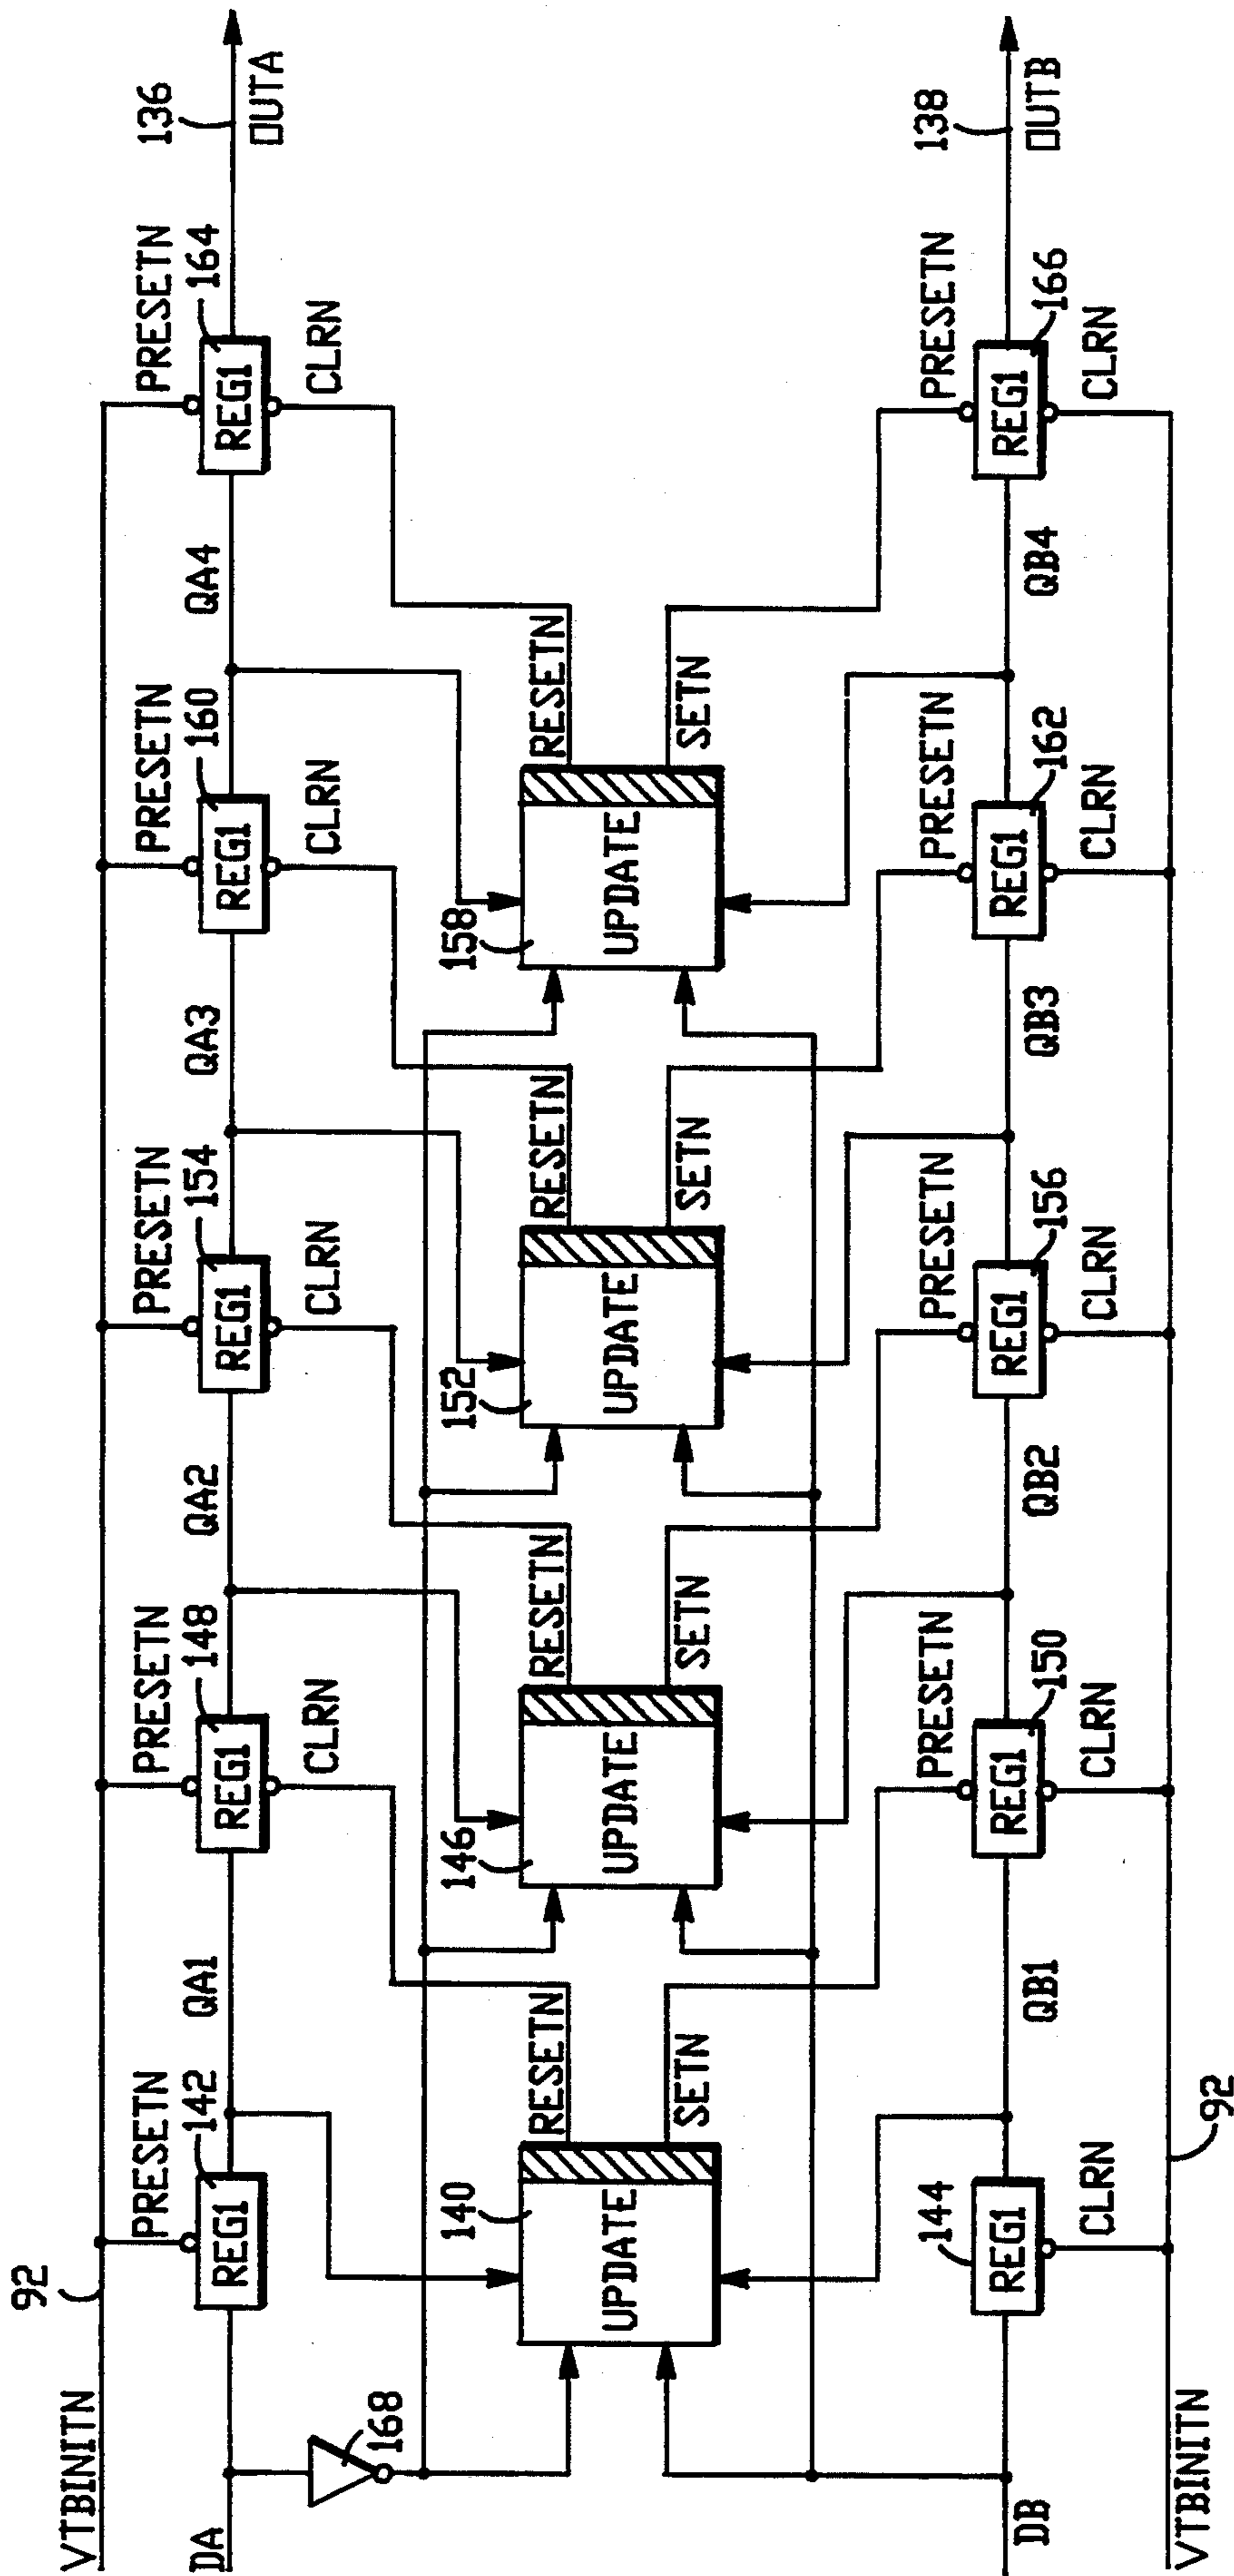 92
VTBINITN
PRESETN
PRESETN
PRESETN
PRESETN
PRESETN
142
148
154
160
164
136
DA
REG1
QA1
REG1
QA2
REG1
QA3
REG1
QA4
REG1
OUTA
CLRN
CLRN
CLRN
CLRN
168
140
146
152
158
RESETN
RESETN
RESETN
RESETN
UPDATE
UPDATE
UPDATE
UPDATE
SETN
SETN
SETN
SETN
PRESETN
PRESETN
PRESETN
PRESETN
144
138
DB
REG1
QB1
REG1
QB2
REG1
QB3
REG1
QB4
REG1
OUTB
150
156
162
166
CLRN
CLRN
CLRN
CLRN
CLRN
VTBINITN
92